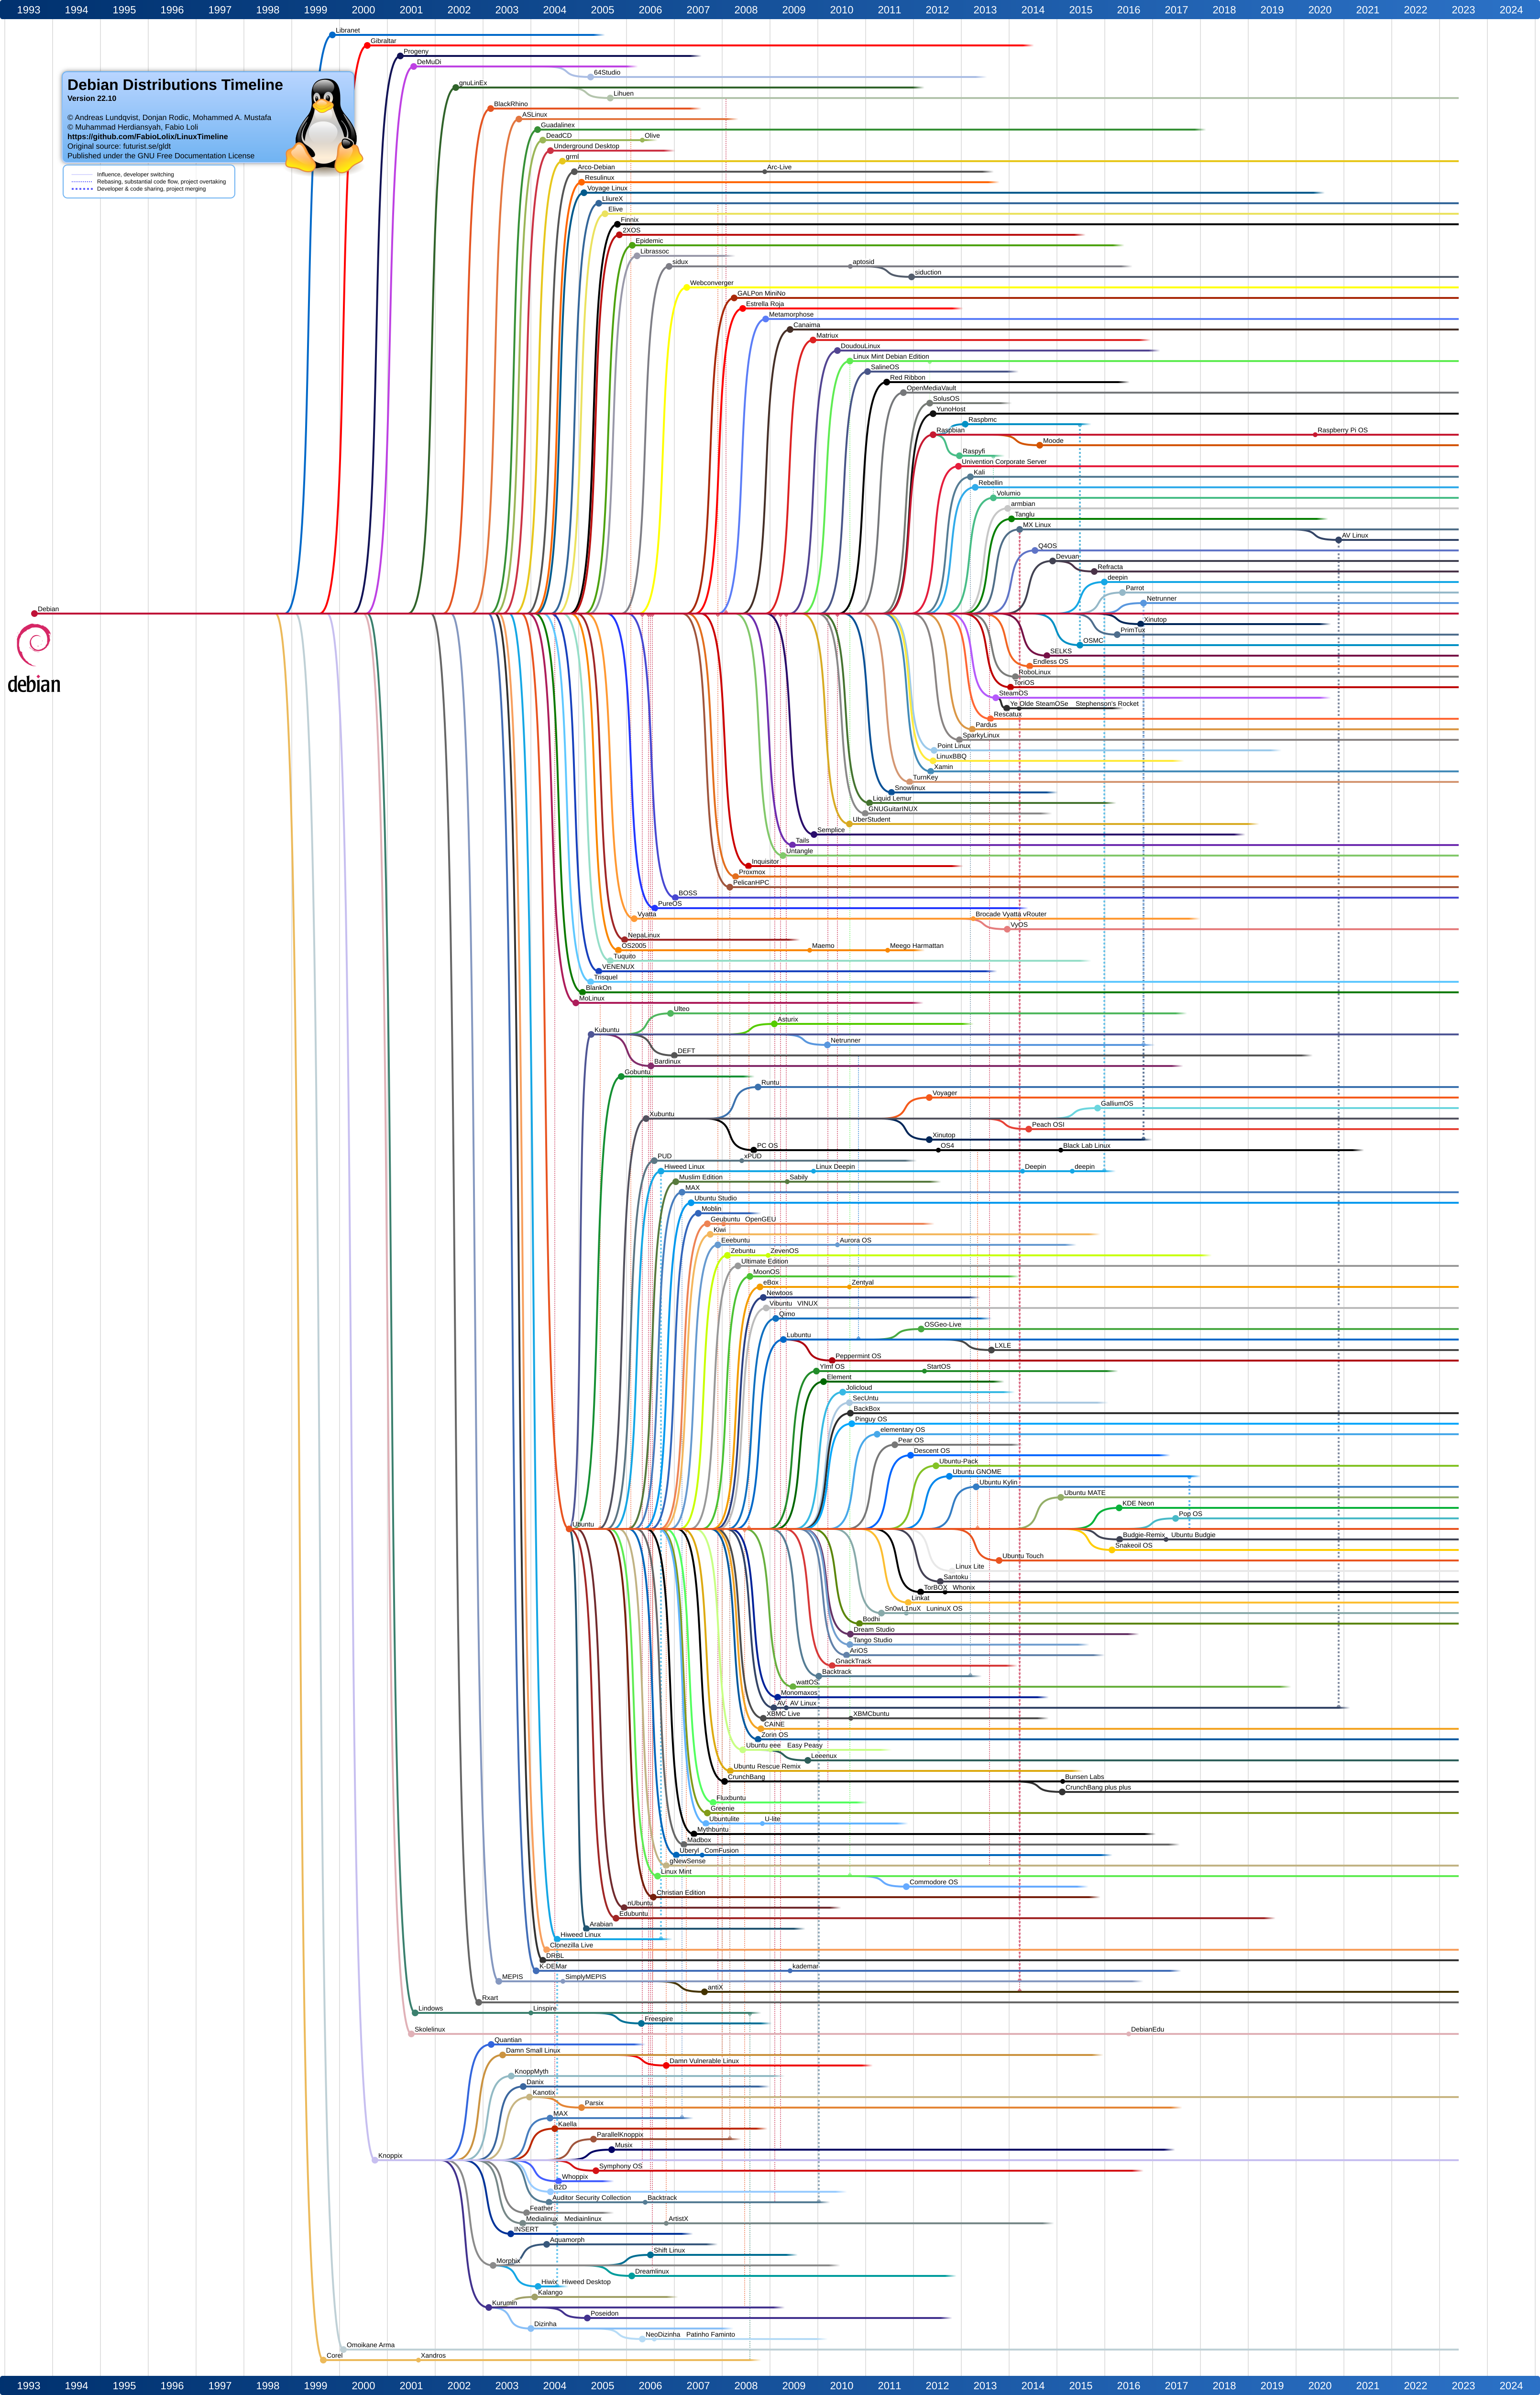 1993 1994 1995 1996 1997 1998 1999 2000 2001 2002 2003 2004 2005 2006 2007 2008 2009 2010 2011 2012 2013 2014 2015 2016 2017 2018 2019 2020 2021 2022 2023 2024
Libranet
Gibraltar
Progeny
DeMuDi
64Studio
Debian Distributions Timeline
Version 22.10
© Andreas Lundqvist, Donjan Rodic, Mohammed A. Mustafa
© Muhammad Herdiansyah, Fabio Loli
https://github.com/FabioLolix/LinuxTimeline
Original source: futurist.se/gldt
Published under the GNU Free Documentation License
Influence, developer switching
Rebasing, substantial code flow, project overtaking
Developer & code sharing, project merging
gnuLinEx
Lihuen
BlackRhino
ASLinux
Guadalinex
DeadCD Olive
Underground Desktop
grml
Arco-Debian Arc-Live
Resulinux
Voyage Linux
LliureX
Elive
Finnix
2XOS
Epidemic
Librassoc
sidux aptosid
siduction
Webconverger
GALPon MiniNo
Estrella Roja
Metamorphose
Canaima
Matriux
DoudouLinux
Linux Mint Debian Edition
SalineOS
Red Ribbon
OpenMediaVault
SolusOS
YunoHost
Raspbmc
Raspbian Raspberry Pi OS
Moode
Raspyfi
Univention Corporate Server
Kali
Rebellin
Volumio
armbian
Tanglu
MX Linux
AV Linux
Q4OS
Devuan
Refracta
deepin
Parrot
Netrunner
Debian
Xinutop
PrimTux
OSMC
SELKS
Endless OS
RoboLinux
ToriOS
SteamOS
Ye Olde SteamOSe Stephenson's Rocket
Rescatux
Pardus
SparkyLinux
Point Linux
LinuxBBQ
Xamin
TurnKey
Snowlinux
Liquid Lemur
GNUGuitarINUX
UberStudent
Semplice
Tails
Untangle
Inquisitor
Proxmox
PelicanHPC
BOSS
PureOS
Vyatta Brocade Vyatta vRouter
VyOS
NepaLinux
OS2005 Maemo Meego Harmattan
Tuquito
VENENUX
Trisquel
BlankOn
MoLinux
debian
Ulteo
Asturix
Kubuntu
Netrunner
DEFT
Bardinux
Gobuntu
Runtu
Voyager
GalliumOS
Xubuntu
Peach OSI
Xinutop
PC OS OS4 Black Lab Linux
PUD xPUD
Hiweed Linux Linux Deepin Deepin deepin
Muslim Edition Sabily
MAX
Ubuntu Studio
Moblin
Geubuntu OpenGEU
Kiwi
Eeebuntu Aurora OS
Zebuntu ZevenOS
Ultimate Edition
MoonOS
eBox Zentyal
Newtoos
Vibuntu VINUX
Qimo
OSGeo-Live
Lubuntu
LXLE
Peppermint OS
Ylmf OS StartOS
Element
Jolicloud
SecUntu
BackBox
Pinguy OS
elementary OS
Pear OS
Descent OS
Ubuntu-Pack
Ubuntu GNOME
Ubuntu Kylin
Ubuntu MATE
KDE Neon
Pop OS
Ubuntu
Budgie-Remix Ubuntu Budgie
Snakeoil OS
Ubuntu Touch
Linux Lite
Santoku
TorBOX Whonix
Linkat
Sn0wL1nuX LuninuX OS
Bodhi
Dream Studio
Tango Studio
AriOS
GnackTrack
Backtrack
wattOS
Monomaxos
AV AV Linux
XBMC Live XBMCbuntu
CAINE
Zorin OS
Ubuntu eee Easy Peasy
Leeenux
Ubuntu Rescue Remix
CrunchBang Bunsen Labs
CrunchBang plus plus
Fluxbuntu
Greenie
Ubuntulite U-lite
Mythbuntu
Madbox
Uberyl ComFusion
gNewSense
Linux Mint
Commodore OS
Christian Edition
nUbuntu
Edubuntu
Arabian
Hiweed Linux
Clonezilla Live
DRBL
K-DEMar kademar
MEPIS SimplyMEPIS
antiX
Rxart
Lindows Linspire
Freespire
Skolelinux DebianEdu
Quantian
Damn Small Linux
Damn Vulnerable Linux
KnoppMyth
Danix
Kanotix
Parsix
MAX
Kaella
ParallelKnoppix
Musix
Knoppix
Symphony OS
Whoppix
B2D
Auditor Security Collection Backtrack
Feather
Medialinux Mediainlinux ArtistX
INSERT
Aquamorph
Shift Linux
Morphix
Dreamlinux
Hiwix Hiweed Desktop
Kalango
Kurumin
Poseidon
Dizinha
NeoDizinha Patinho Faminto
Omoikane Arma
Corel Xandros
1993 1994 1995 1996 1997 1998 1999 2000 2001 2002 2003 2004 2005 2006 2007 2008 2009 2010 2011 2012 2013 2014 2015 2016 2017 2018 2019 2020 2021 2022 2023 2024